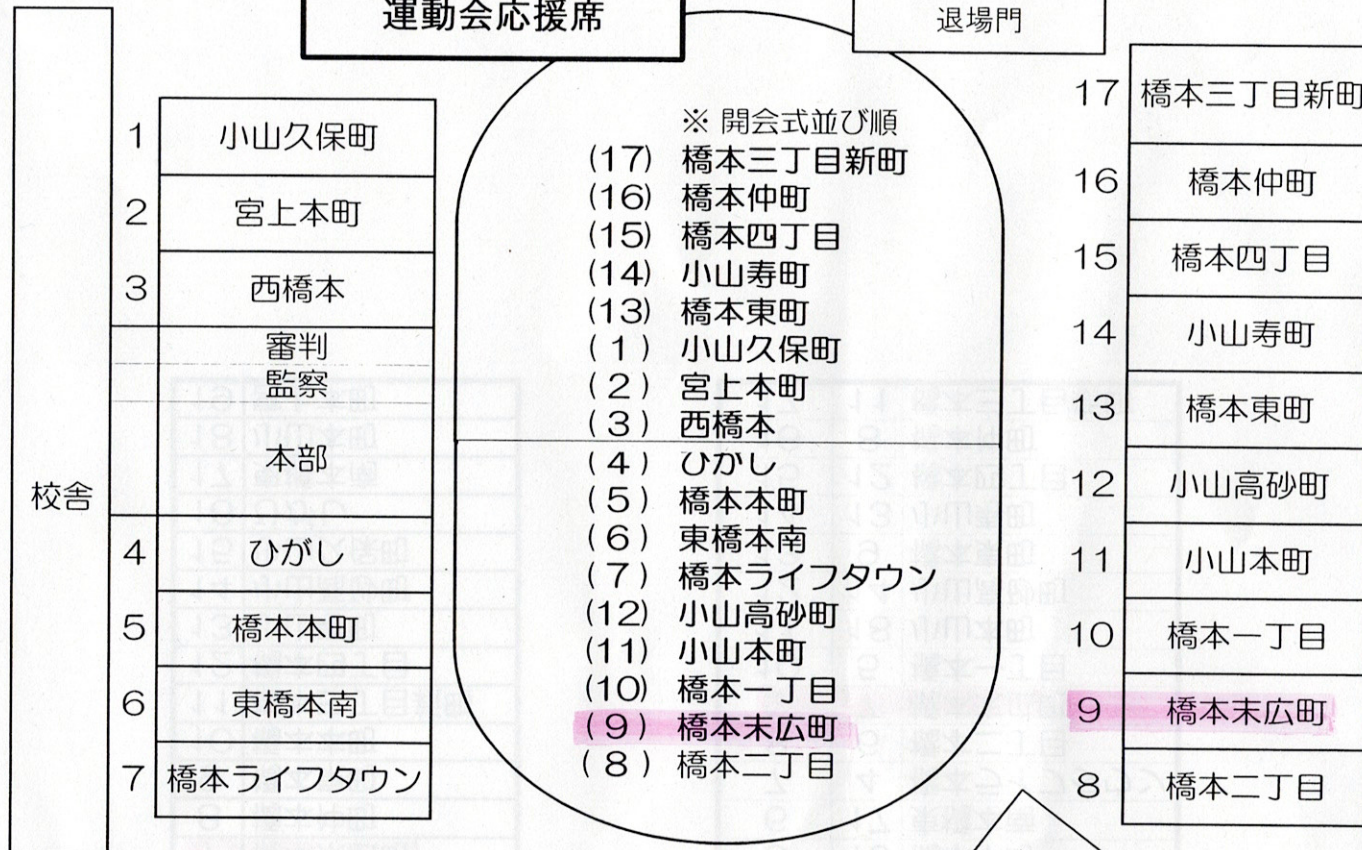 運動会応援席
退場門
校舎
1 小山久保町
2 宮上本町
3 西橋本
審判
監察
本部
4 ひがし
5 橋本本町
6 東橋本南
7 橋本ライフタウン
※ 開会式並び順
(17) 橋本三丁目新町
(16) 橋本仲町
(15) 橋本四丁目
(14) 小山寿町
(13) 橋本東町
(1) 小山久保町
(2) 宮上本町
(3) 西橋本
(4) ひがし
(5) 橋本本町
(6) 東橋本南
(7) 橋本ライフタウン
(12) 小山高砂町
(11) 小山本町
(10) 橋本一丁目
(9) 橋本末広町
(8) 橋本二丁目
17 橋本三丁目新町
16 橋本仲町
15 橋本四丁目
14 小山寿町
13 橋本東町
12 小山高砂町
11 小山本町
10 橋本一丁目
9 橋本末広町
8 橋本二丁目